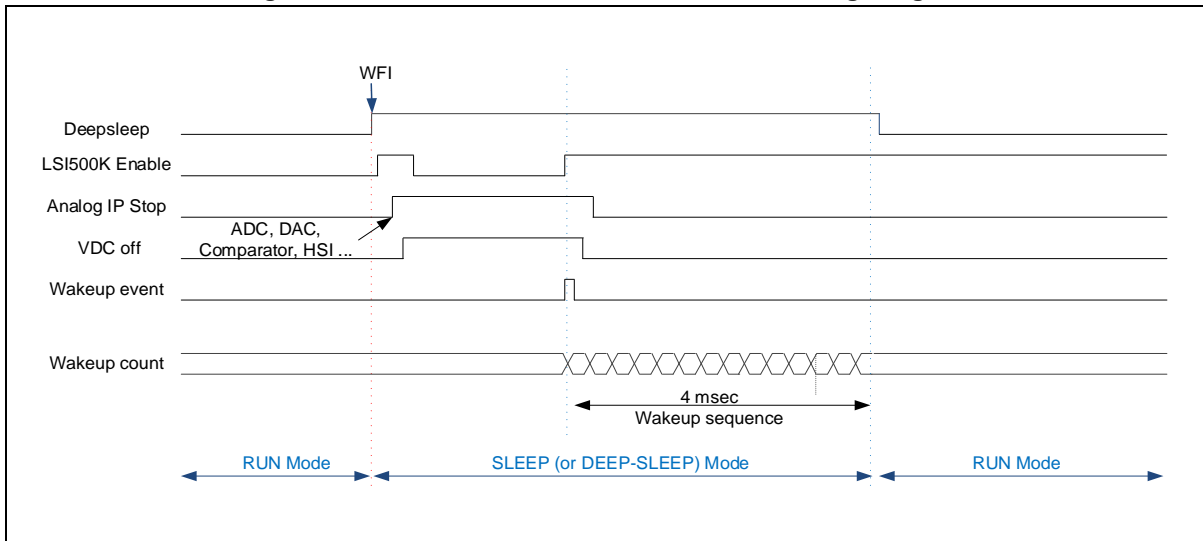 WFI
Deepsleep
LSI500K Enable
Analog IP Stop
ADC, DAC,
Comparator, HSI ...
VDC off
Wakeup event
Wakeup count
4 msec
Wakeup sequence
RUN Mode
SLEEP (or DEEP-SLEEP) Mode
RUN Mode